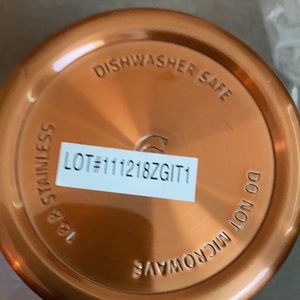 DISHWASHER SAFE
LOT#111218ZGIT1
18/8 STAINLESS
DO NOT MICROWAVE